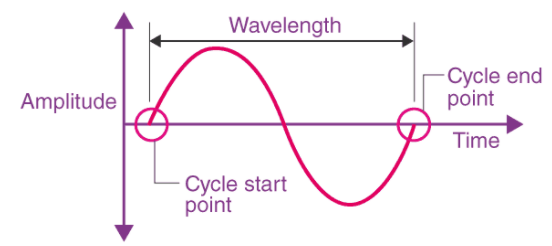 Wavelength
Cycle end
point
Amplitude
Time
Cycle start
point